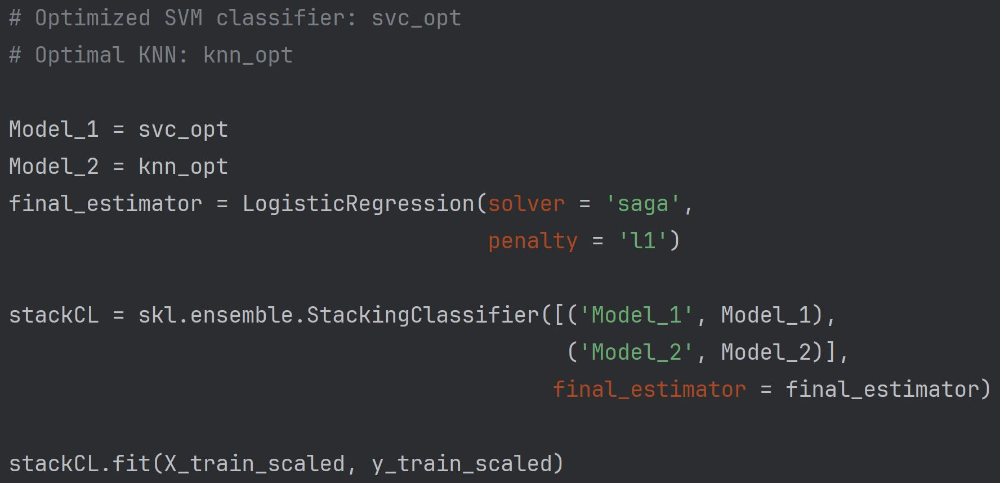 # Optimized SVM classifier: svc_opt
# Optimal KNN: knn_opt
Model_1 = svc_opt
Model_2 = knn_opt
final_estimator = LogisticRegression(solver = 'saga',
penalty = 'l1')
stackCL = skl.ensemble.StackingClassifier([('Model_1', Model_1),
('Model_2', Model_2)],
final_estimator = final_estimator)
stackCL.fit(X_train_scaled, y_train_scaled)